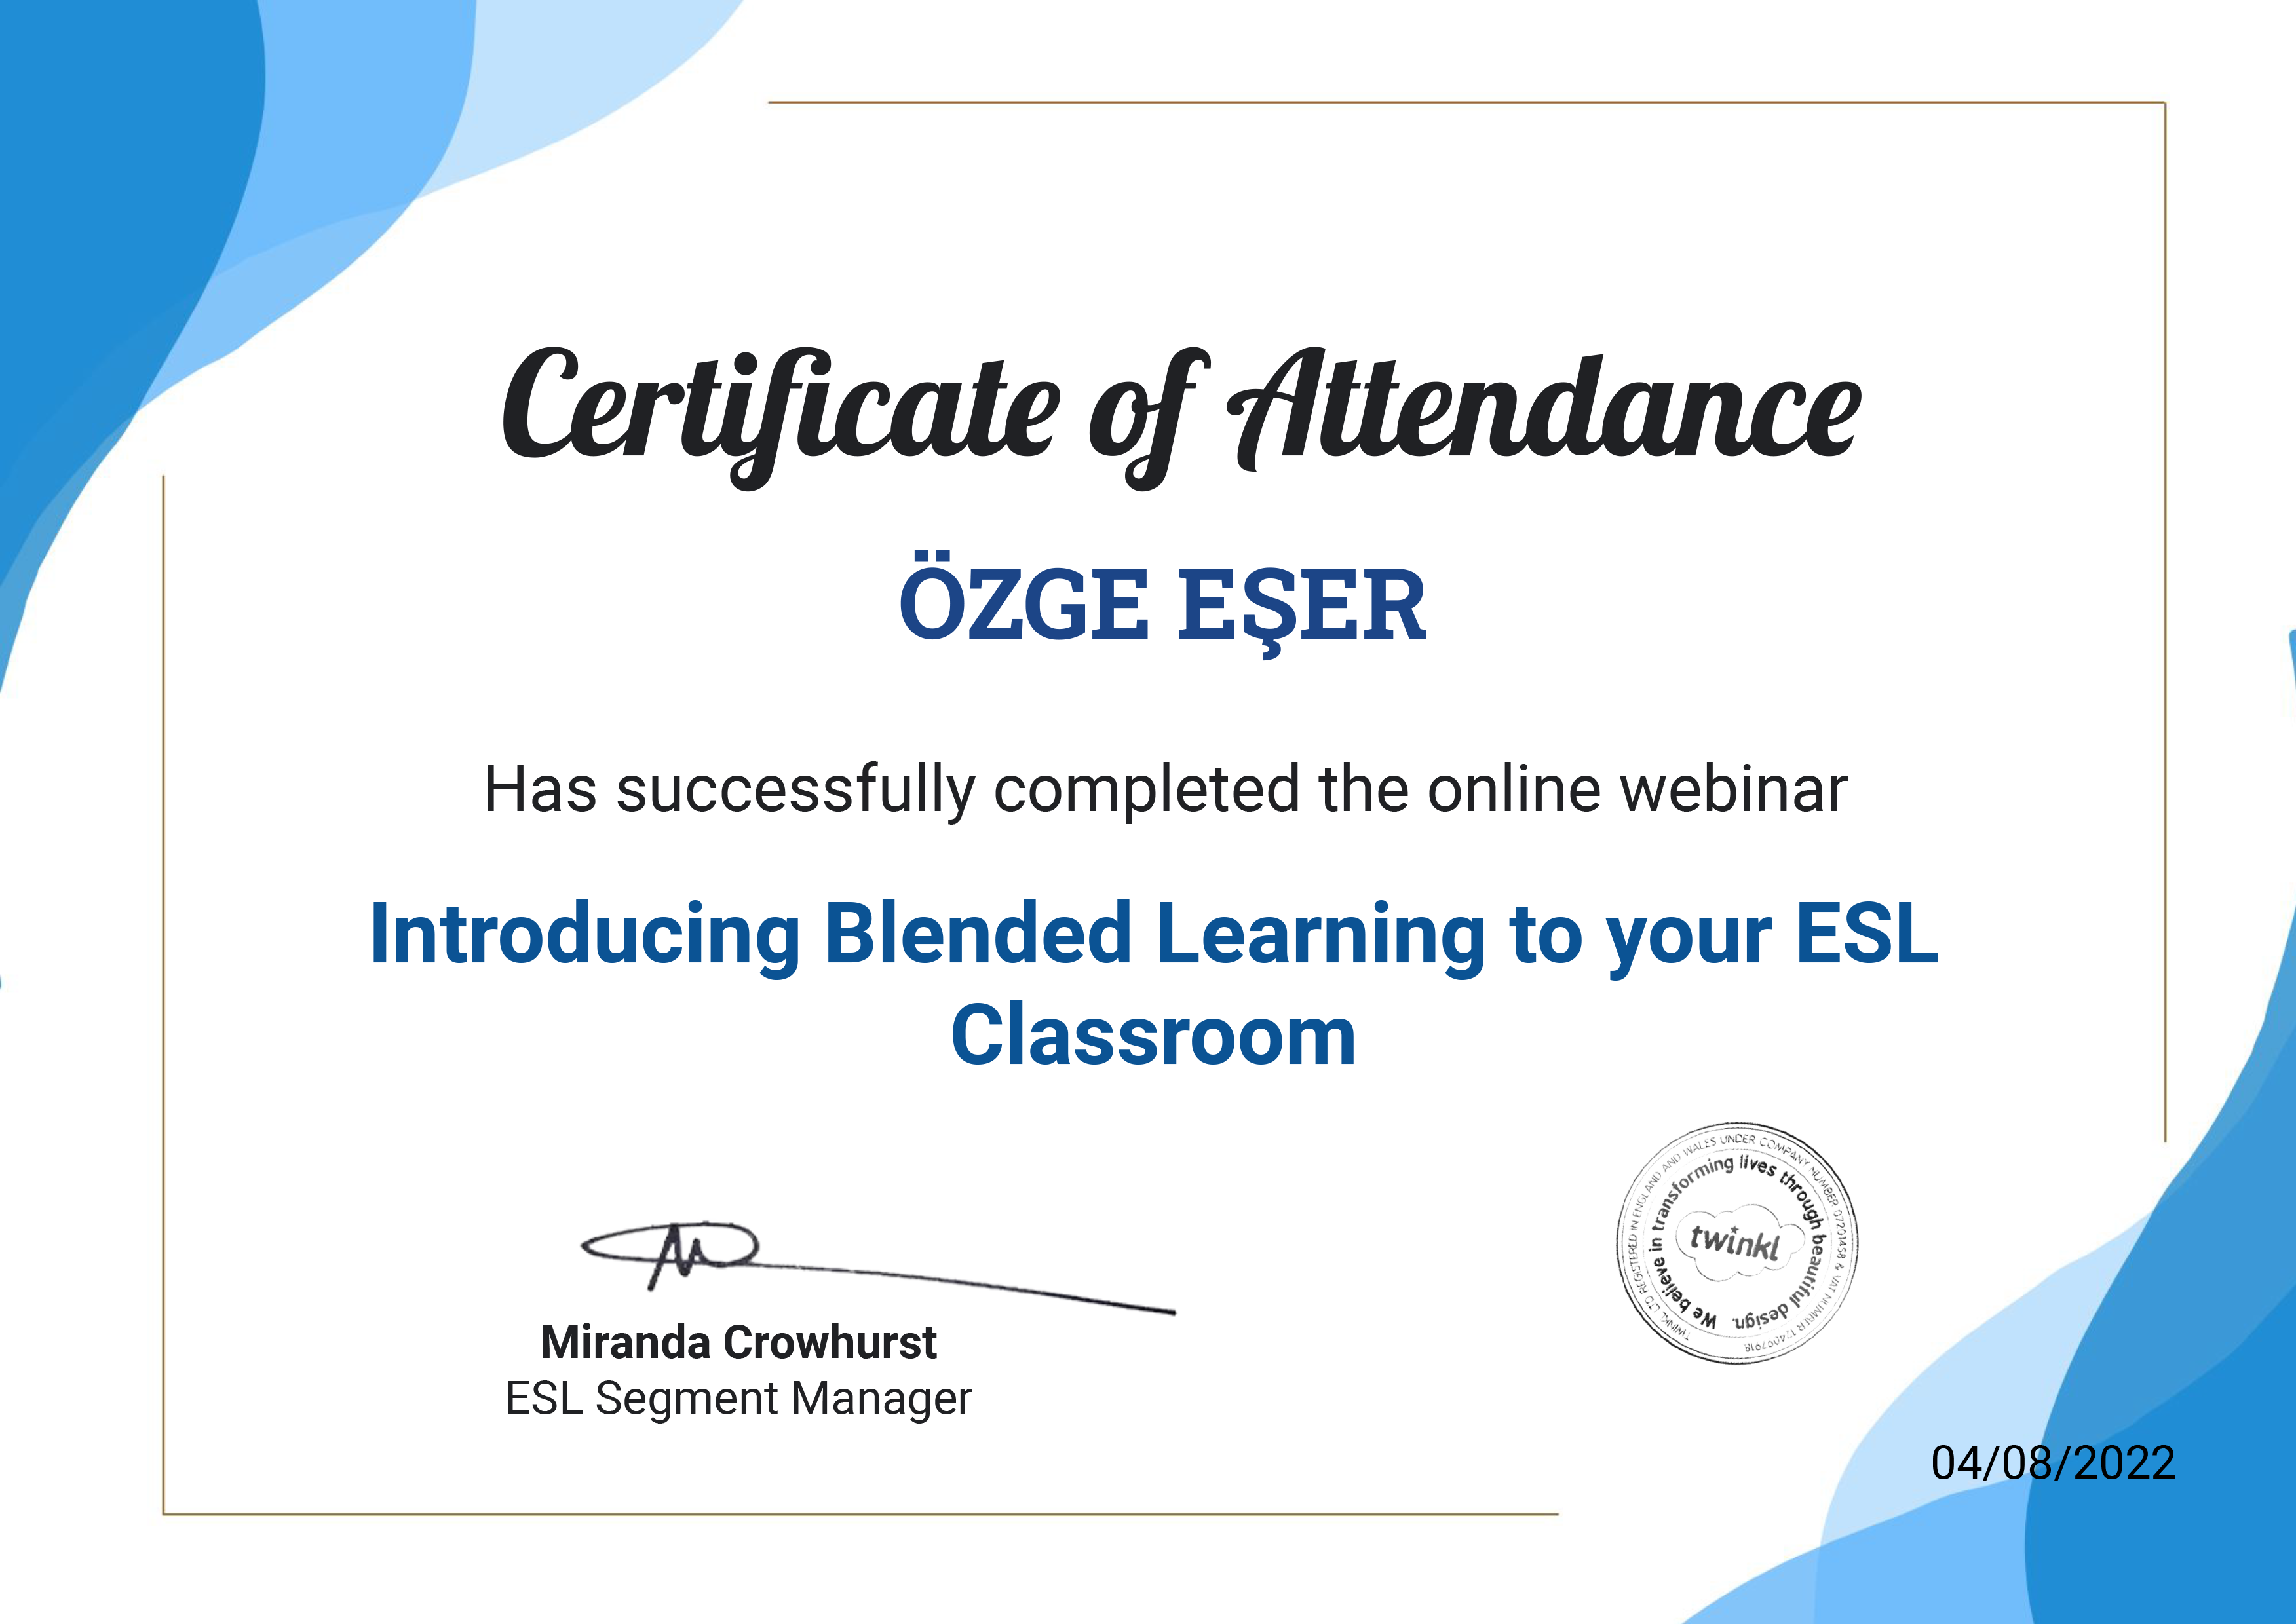 Certificate of Attendance
ÖZGE EŞER
Has successfully completed the online webinar
Introducing Blended Learning to your ESL
Classroom
TWINKL LTD REGISTERED IN ENGLAND AND WALES UNDER COMPANY NUMBER 07201458 & VAT NUMBER
We believe in transforming lives through beautiful design.
twinkl
Miranda Crowhurst
ESL Segment Manager
04/08/2022